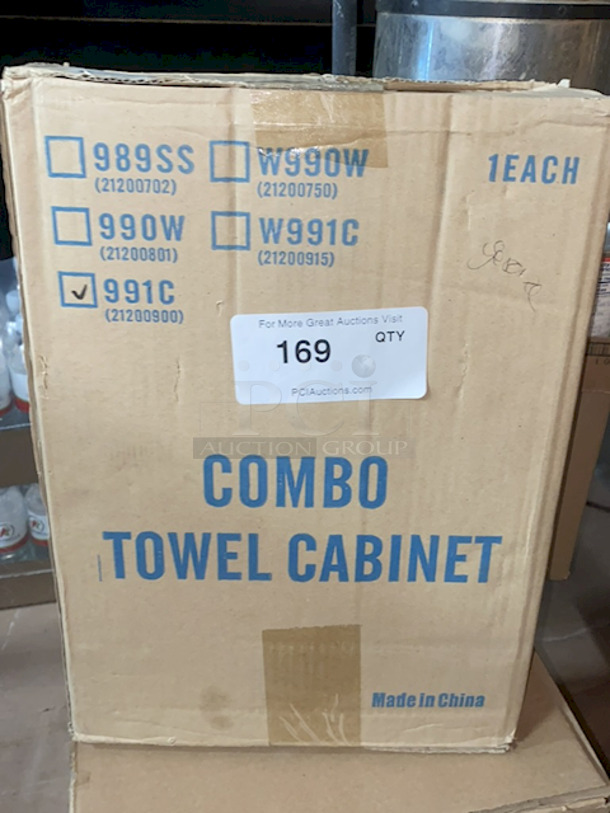 989SS W990W 1EACH
(21200702) (21200750)
990W W991C
(21200801) (21200915)
991C
(21200900)
For More Great Auctions Visit
169 QTY
PCIAuctions.com
PCI
AUCTION GROUP
COMBO
TOWEL CABINET
Made in China